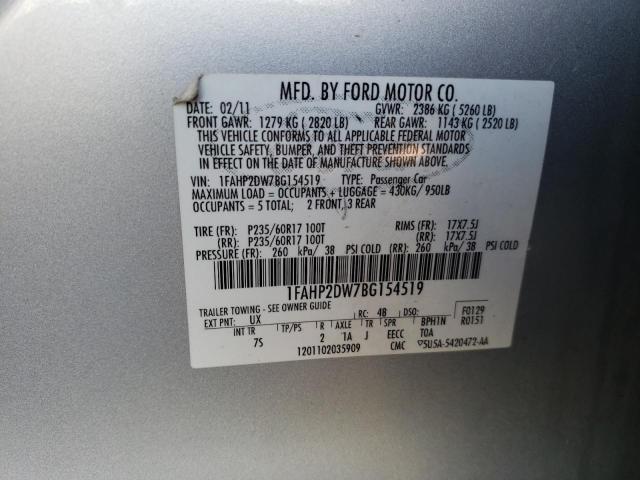 MFD. BY FORD MOTOR CO.
DATE: 02/11 GVWR: 2386 KG ( 5260 LB)
FRONT GAWR: 1279 KG ( 2820 LB) REAR GAWR: 1143 KG ( 2520 LB)
THIS VEHICLE CONFORMS TO ALL APPLICABLE FEDERAL MOTOR
VEHICLE SAFETY, BUMPER, AND THEFT PREVENTION STANDARDS
IN EFFECT ON THE DATE OF MANUFACTURE SHOWN ABOVE.
VIN: 1FAHP2DW7BG154519 TYPE: Passenger Car
MAXIMUM LOAD = OCCUPANTS + LUGGAGE = 430KG/ 950LB
OCCUPANTS = 5 TOTAL: 2 FRONT, 3 REAR
TIRE (FR): P235/60R17 100T RIMS (FR): 17X7.5J
(RR): P235/60R17 100T (RR): 17X7.5J
PRESSURE (FR): 260 kPa/ 38 PSI COLD (RR): 260 kPa/ 38 PSI COLD
1FAHP2DW7BG154519
TRAILER TOWING - SEE OWNER GUIDE
EXT PNT: UX RC: 4B DSO: F0129
INT TR TP/PS R AXLE TR SPR BPH1N R0151
7S 2 1A J EECC TOA
1201102035909 CMC 5USA-5420472-AA